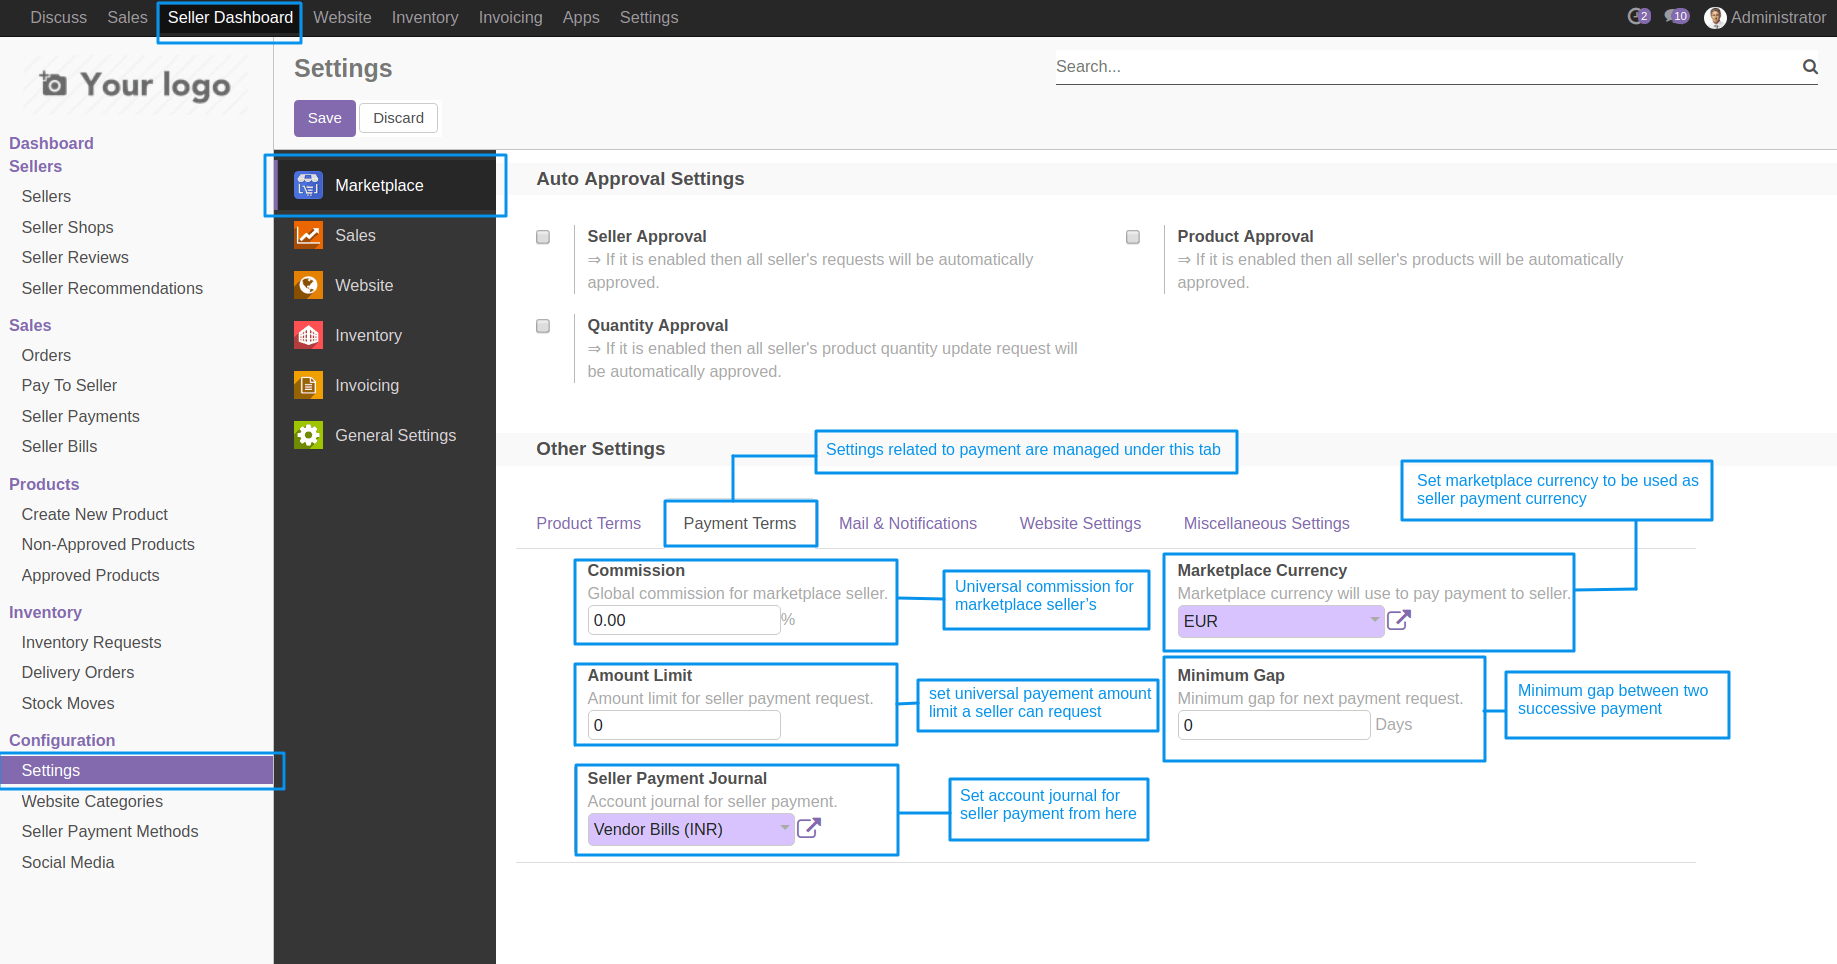 Discuss Sales Seller Dashboard Website Inventory Invoicing Apps Settings 2 10 Administrator
Your logo
Settings
Search...
Save Discard
Dashboard
Sellers
Sellers
Seller Shops
Seller Reviews
Seller Recommendations
Sales
Orders
Pay To Seller
Seller Payments
Seller Bills
Products
Create New Product
Non-Approved Products
Approved Products
Inventory
Inventory Requests
Delivery Orders
Stock Moves
Configuration
Settings
Website Categories
Seller Payment Methods
Social Media
Marketplace
Sales
Website
Inventory
Invoicing
General Settings
Auto Approval Settings
Seller Approval
⇒ If it is enabled then all seller's requests will be automatically
approved.
Product Approval
⇒ If it is enabled then all seller's products will be automatically
approved.
Quantity Approval
⇒ If it is enabled then all seller's product quantity update request will
be automatically approved.
Other Settings
Settings related to payment are managed under this tab
Set marketplace currency to be used as
seller payment currency
Product Terms Payment Terms Mail & Notifications Website Settings Miscellaneous Settings
Commission
Global commission for marketplace seller.
0.00 %
Universal commission for
marketplace seller’s
Marketplace Currency
Marketplace currency will use to pay payment to seller.
EUR
Amount Limit
Amount limit for seller payment request.
0
set universal payement amount
limit a seller can request
Minimum Gap
Minimum gap for next payment request.
0 Days
Minimum gap between two
successive payment
Seller Payment Journal
Account journal for seller payment.
Vendor Bills (INR)
Set account journal for
seller payment from here